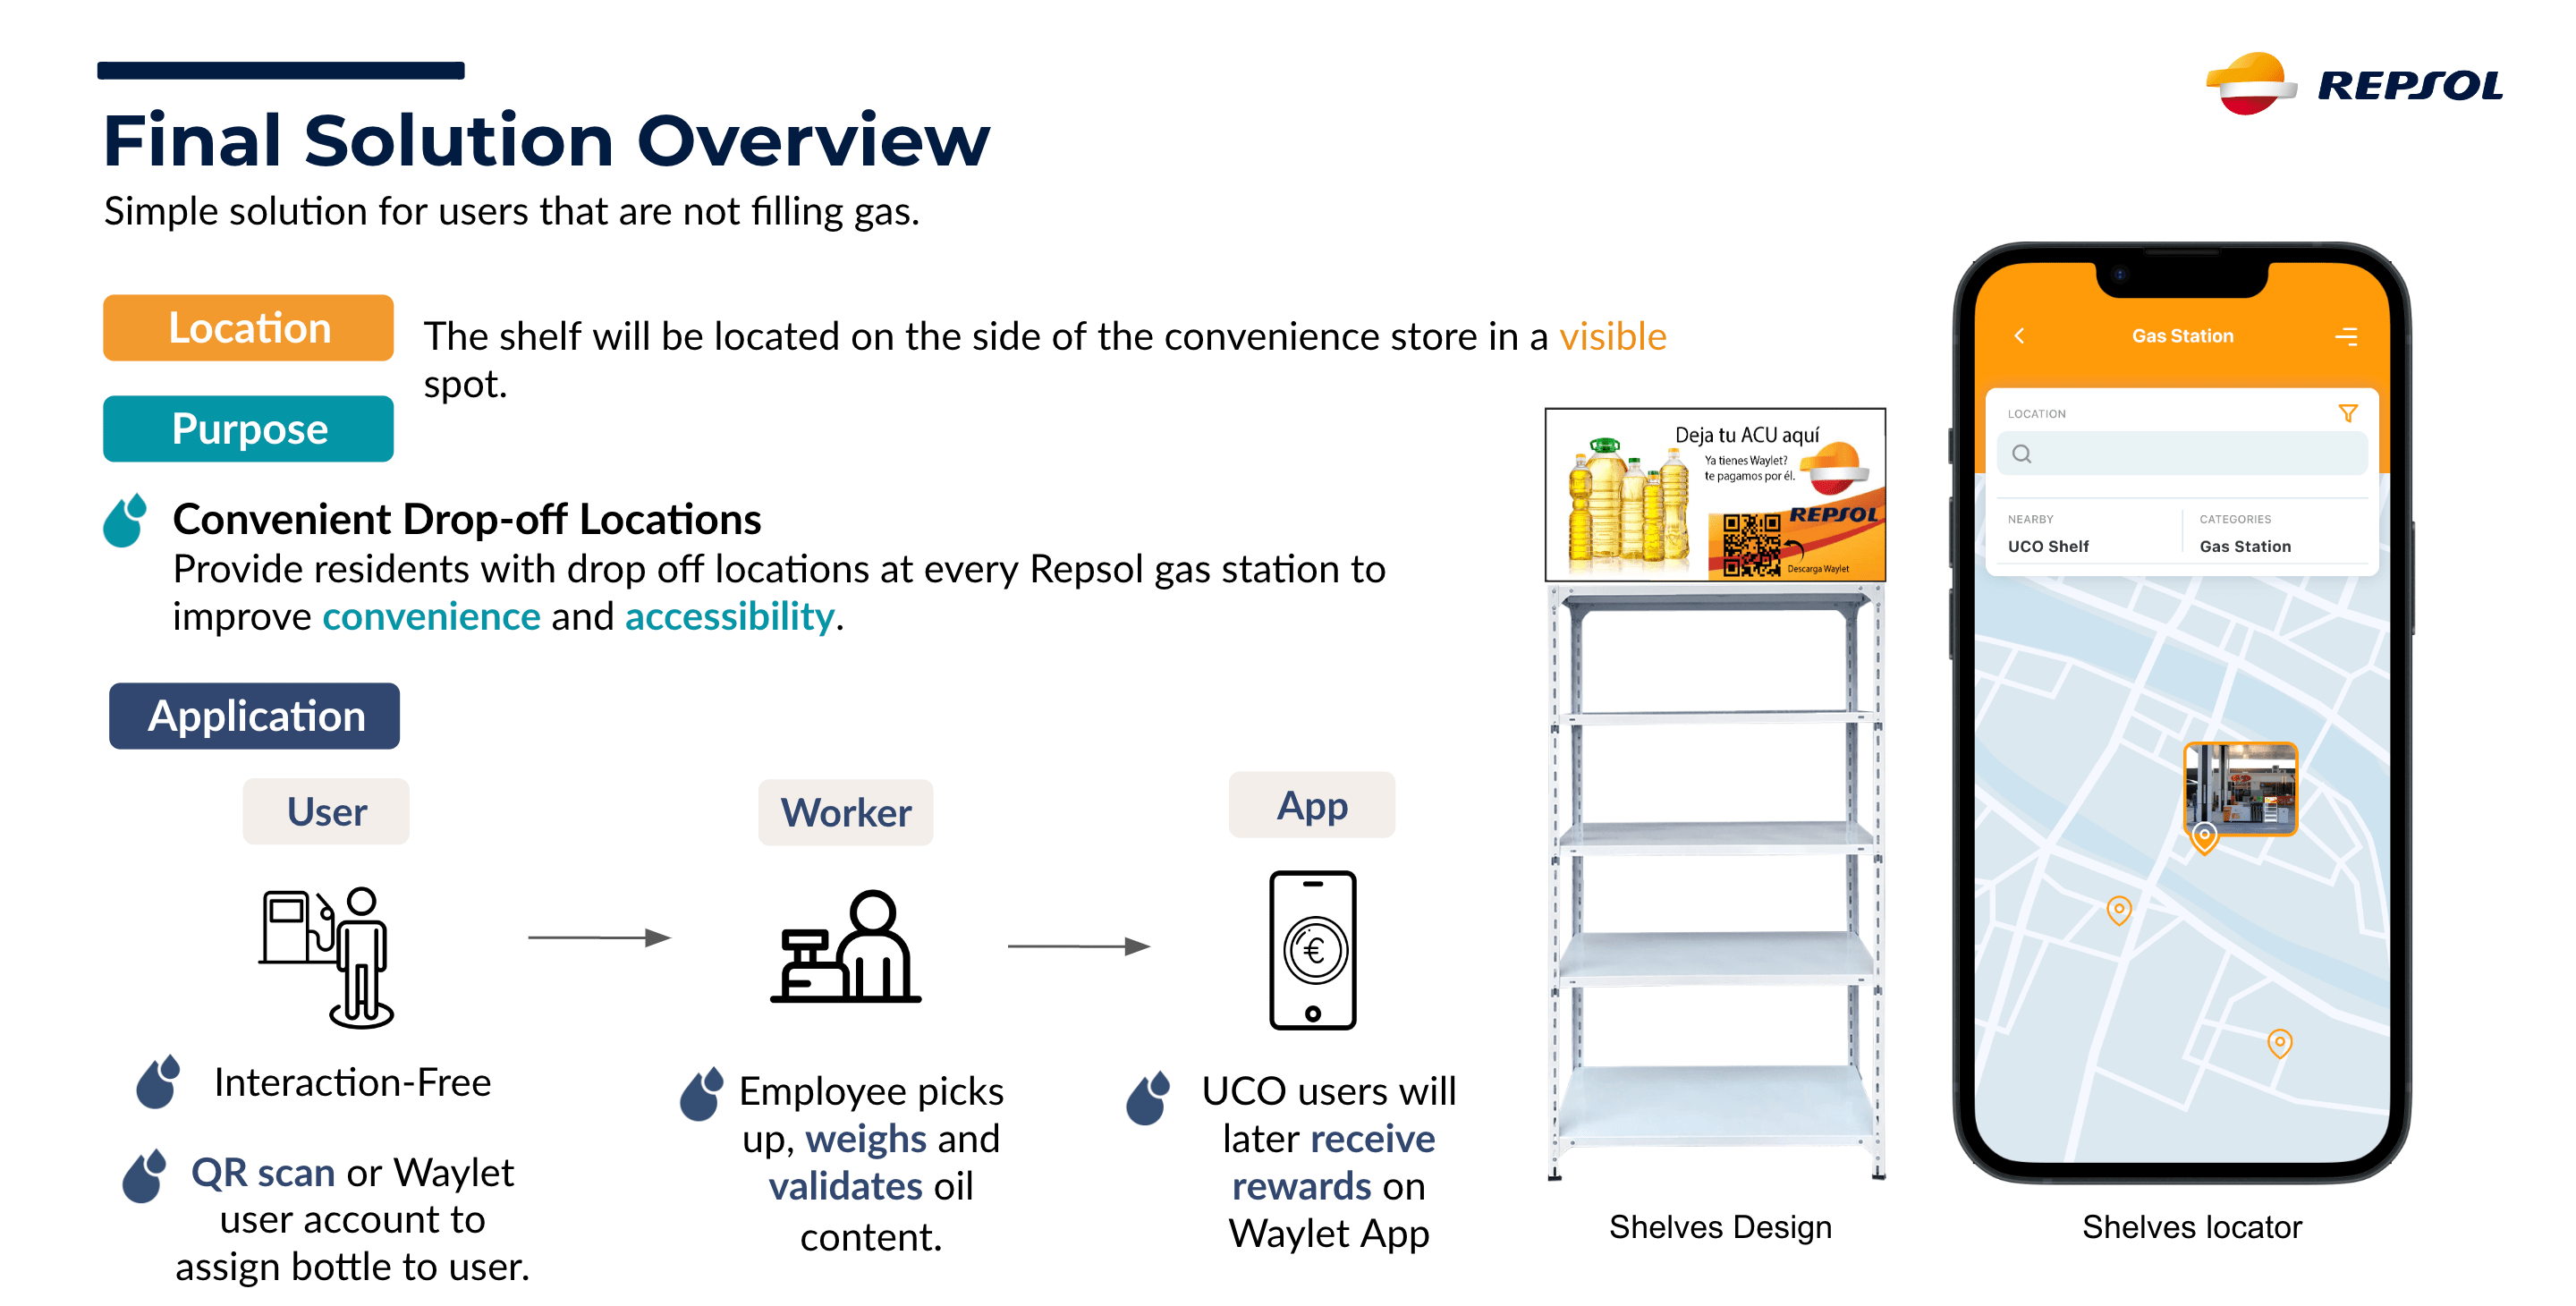 REPSOL
Final Solution Overview
Simple solution for users that are not filling gas.
Location
The shelf will be located on the side of the convenience store in a visible
spot.
Purpose
Convenient Drop-off Locations
Provide residents with drop off locations at every Repsol gas station to
improve convenience and accessibility.
Application
User
Interaction-Free
QR scan or Waylet
user account to
assign bottle to user.
Worker
Employee picks
up, weighs and
validates oil
content.
App
€
UCO users will
later receive
rewards on
Waylet App
Deja tu ACU aquí
Ya tienes Waylet?
te pagamos por él.
REPSOL
Descarga Waylet
Shelves Design
Gas Station
LOCATION
NEARBY
UCO Shelf
CATEGORIES
Gas Station
Shelves locator